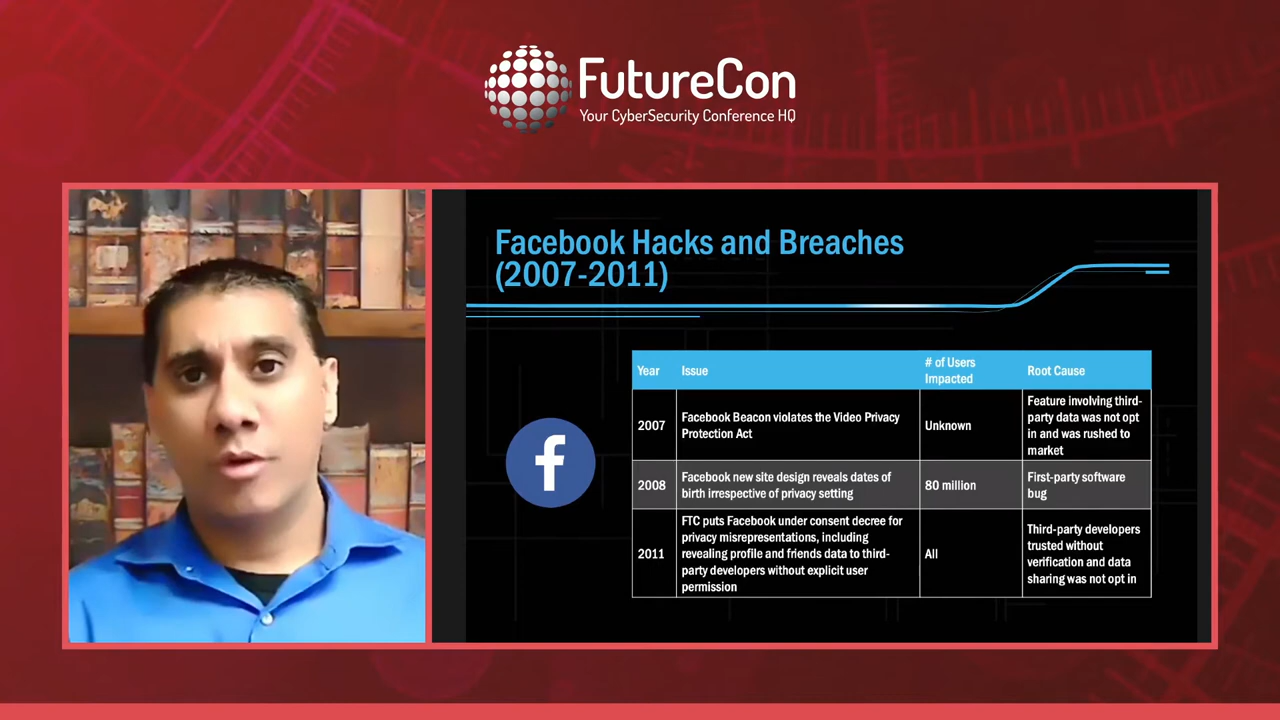 FutureCon
Your CyberSecurity Conference HQ
Facebook Hacks and Breaches
(2007-2011)
Year
Issue
# of Users
Impacted
Root Cause
2007
Facebook Beacon violates the Video Privacy
Protection Act
Unknown
Feature involving third-
party data was not opt
in and was rushed to
market
2008
Facebook new site design reveals dates of
birth irrespective of privacy setting
80 million
First-party software
bug
2011
FTC puts Facebook under consent decree for
privacy misrepresentations, including
revealing profile and friends data to third-
party developers without explicit user
permission
All
Third-party developers
trusted without
verification and data
sharing was not opt in
f